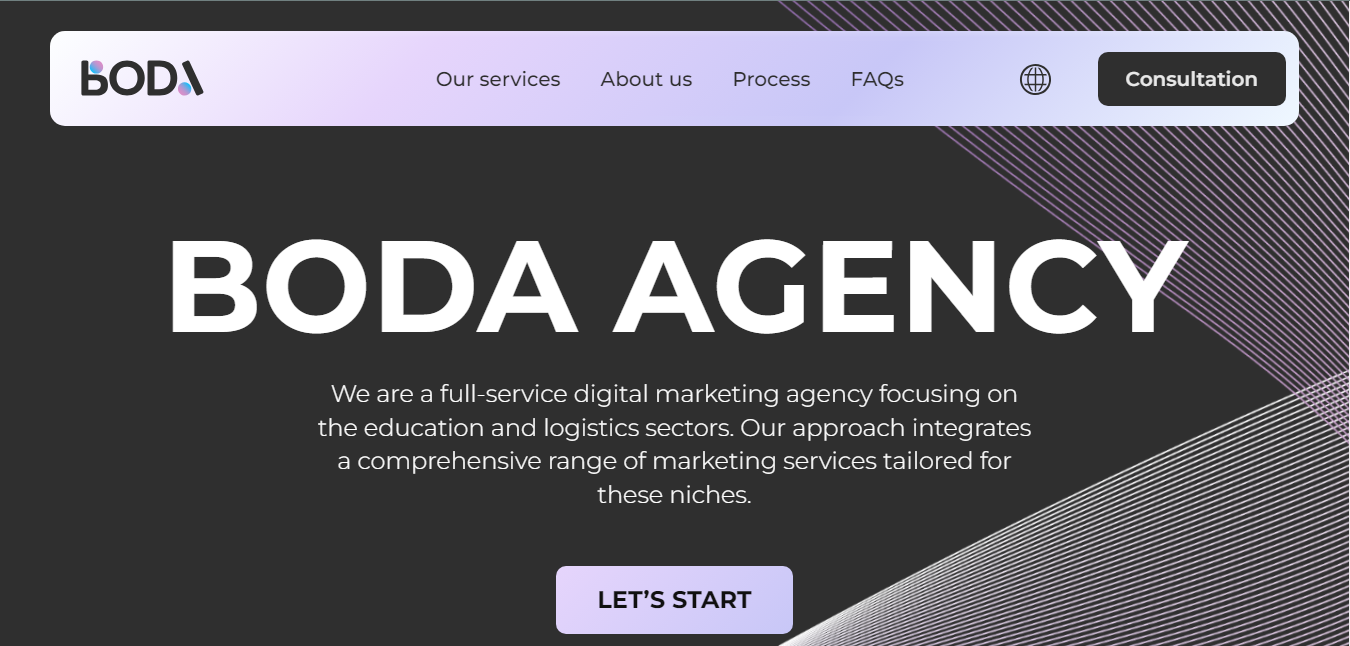 BODA
Our services
About us
Process
FAQs
Consultation
BODA AGENCY
We are a full-service digital marketing agency focusing on
the education and logistics sectors. Our approach integrates
a comprehensive range of marketing services tailored for
these niches.
LET’S START